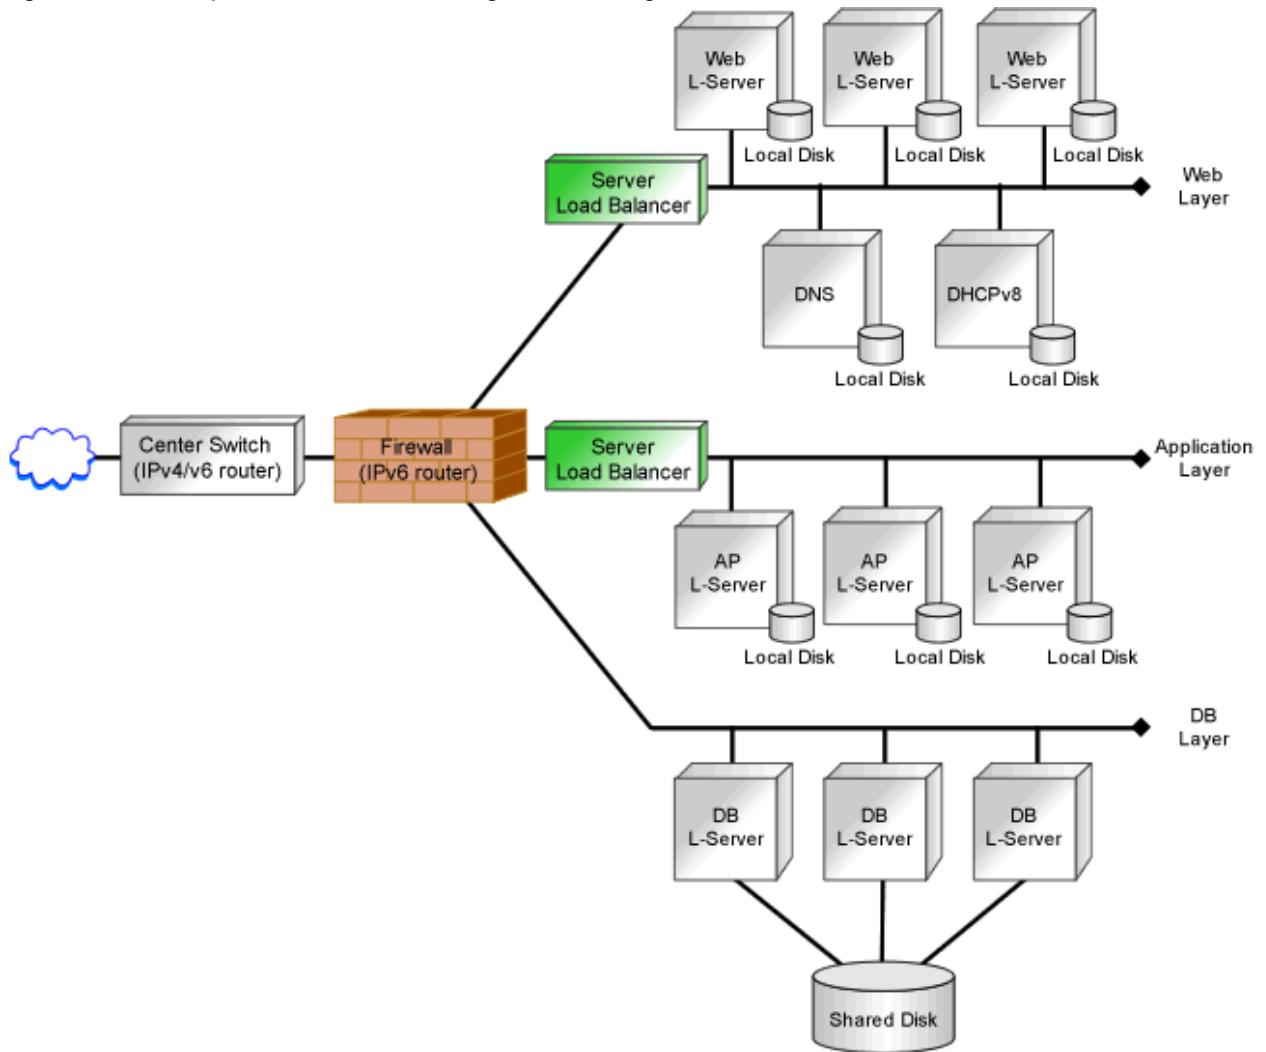 Web
L-Server
Web
L-Server
Web
L-Server
Local Disk
Local Disk
Local Disk
Server
Load Balancer
Web
Layer
DNS
DHCPv8
Local Disk
Local Disk
Center Switch
(IPv4/v6 router)
Firewall
(IPv6 router)
Server
Load Balancer
Application
Layer
AP
L-Server
AP
L-Server
AP
L-Server
Local Disk
Local Disk
Local Disk
DB
Layer
DB
L-Server
DB
L-Server
DB
L-Server
Shared Disk